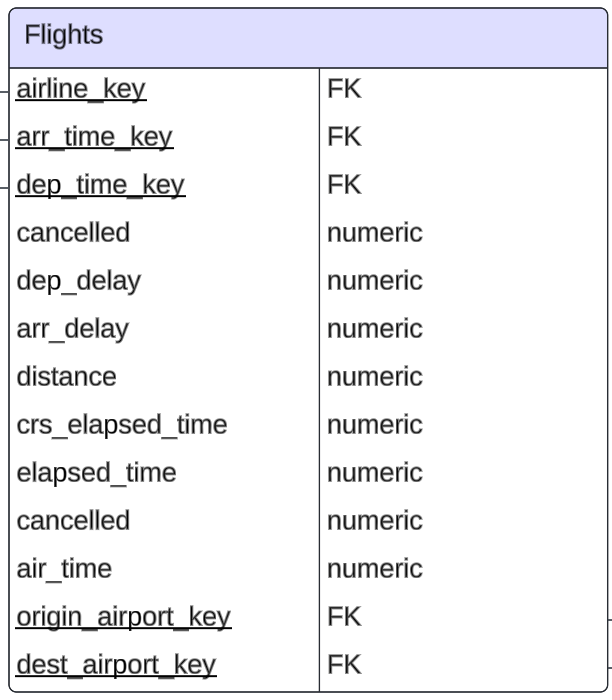 Flights
airline_key FK
arr_time_key FK
dep_time_key FK
cancelled numeric
dep_delay numeric
arr_delay numeric
distance numeric
crs_elapsed_time numeric
elapsed_time numeric
cancelled numeric
air_time numeric
origin_airport_key FK
dest_airport_key FK